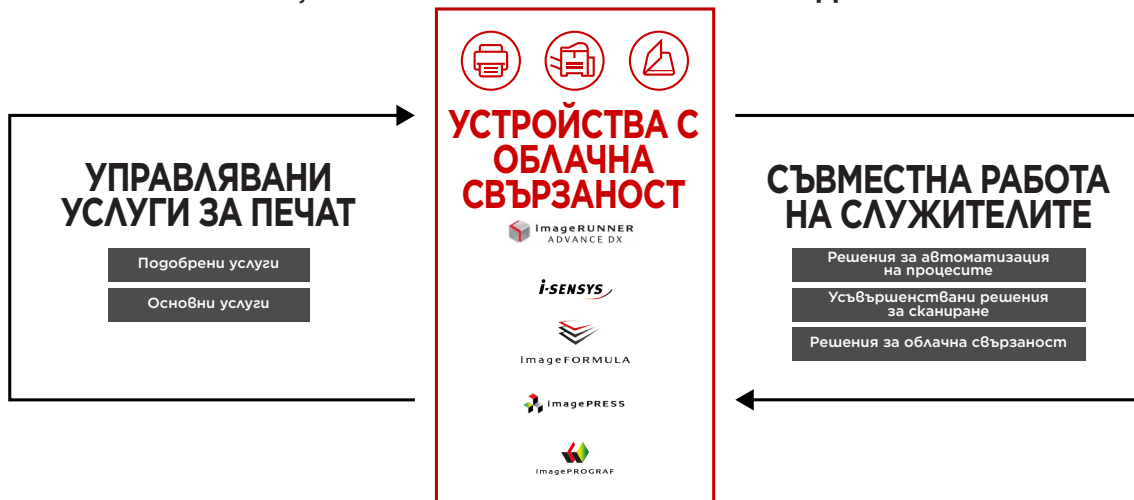 УПРАВЛЯВАНИ
УСЛУГИ ЗА ПЕЧАТ
Подобрени услуги
Основни услуги
УСТРОЙСТВА С
ОБЛАЧНА
СВЪРЗАНОСТ
imageRUNNER
ADVANCE DX
i-SENSYS
imageFORMULA
imagePRESS
imagePROGRAF
СЪВМЕСТНА РАБОТА
НА СЛУЖИТЕЛИТЕ
Решения за автоматизация
на процесите
Усъвършенствани решения
за сканиране
Решения за облачна свързаност